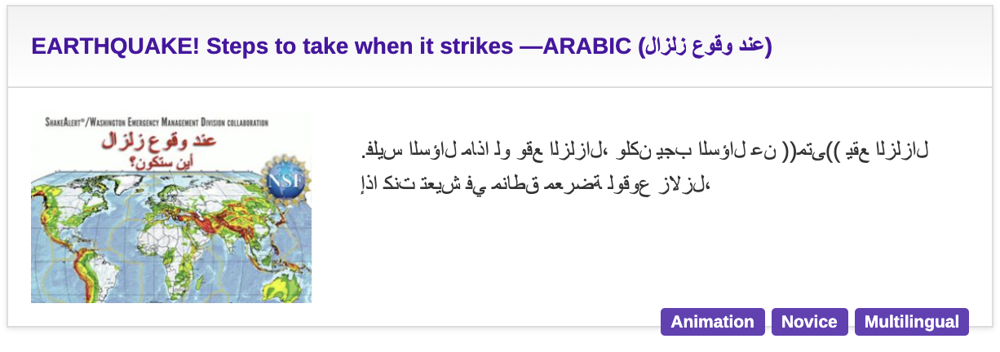 EARTHQUAKE! Steps to take when it strikes —ARABIC (عند وقوع زلزال)
SHAKEALERT®/WASHINGTON EMERGENCY MANAGEMENT DIVISION COLLABORATION
عند وقوع زلزال
أين ستكون؟
NSF
لازلزلا عقي ((ىتم)) نع لاؤسلا بجي نكلو ،لازلزلا عقو ول اذام لاؤسلا سيلف.
،لزلاز عوقول ةضرعم قطانم يف شيعت تنك اذإ
Animation
Novice
Multilingual